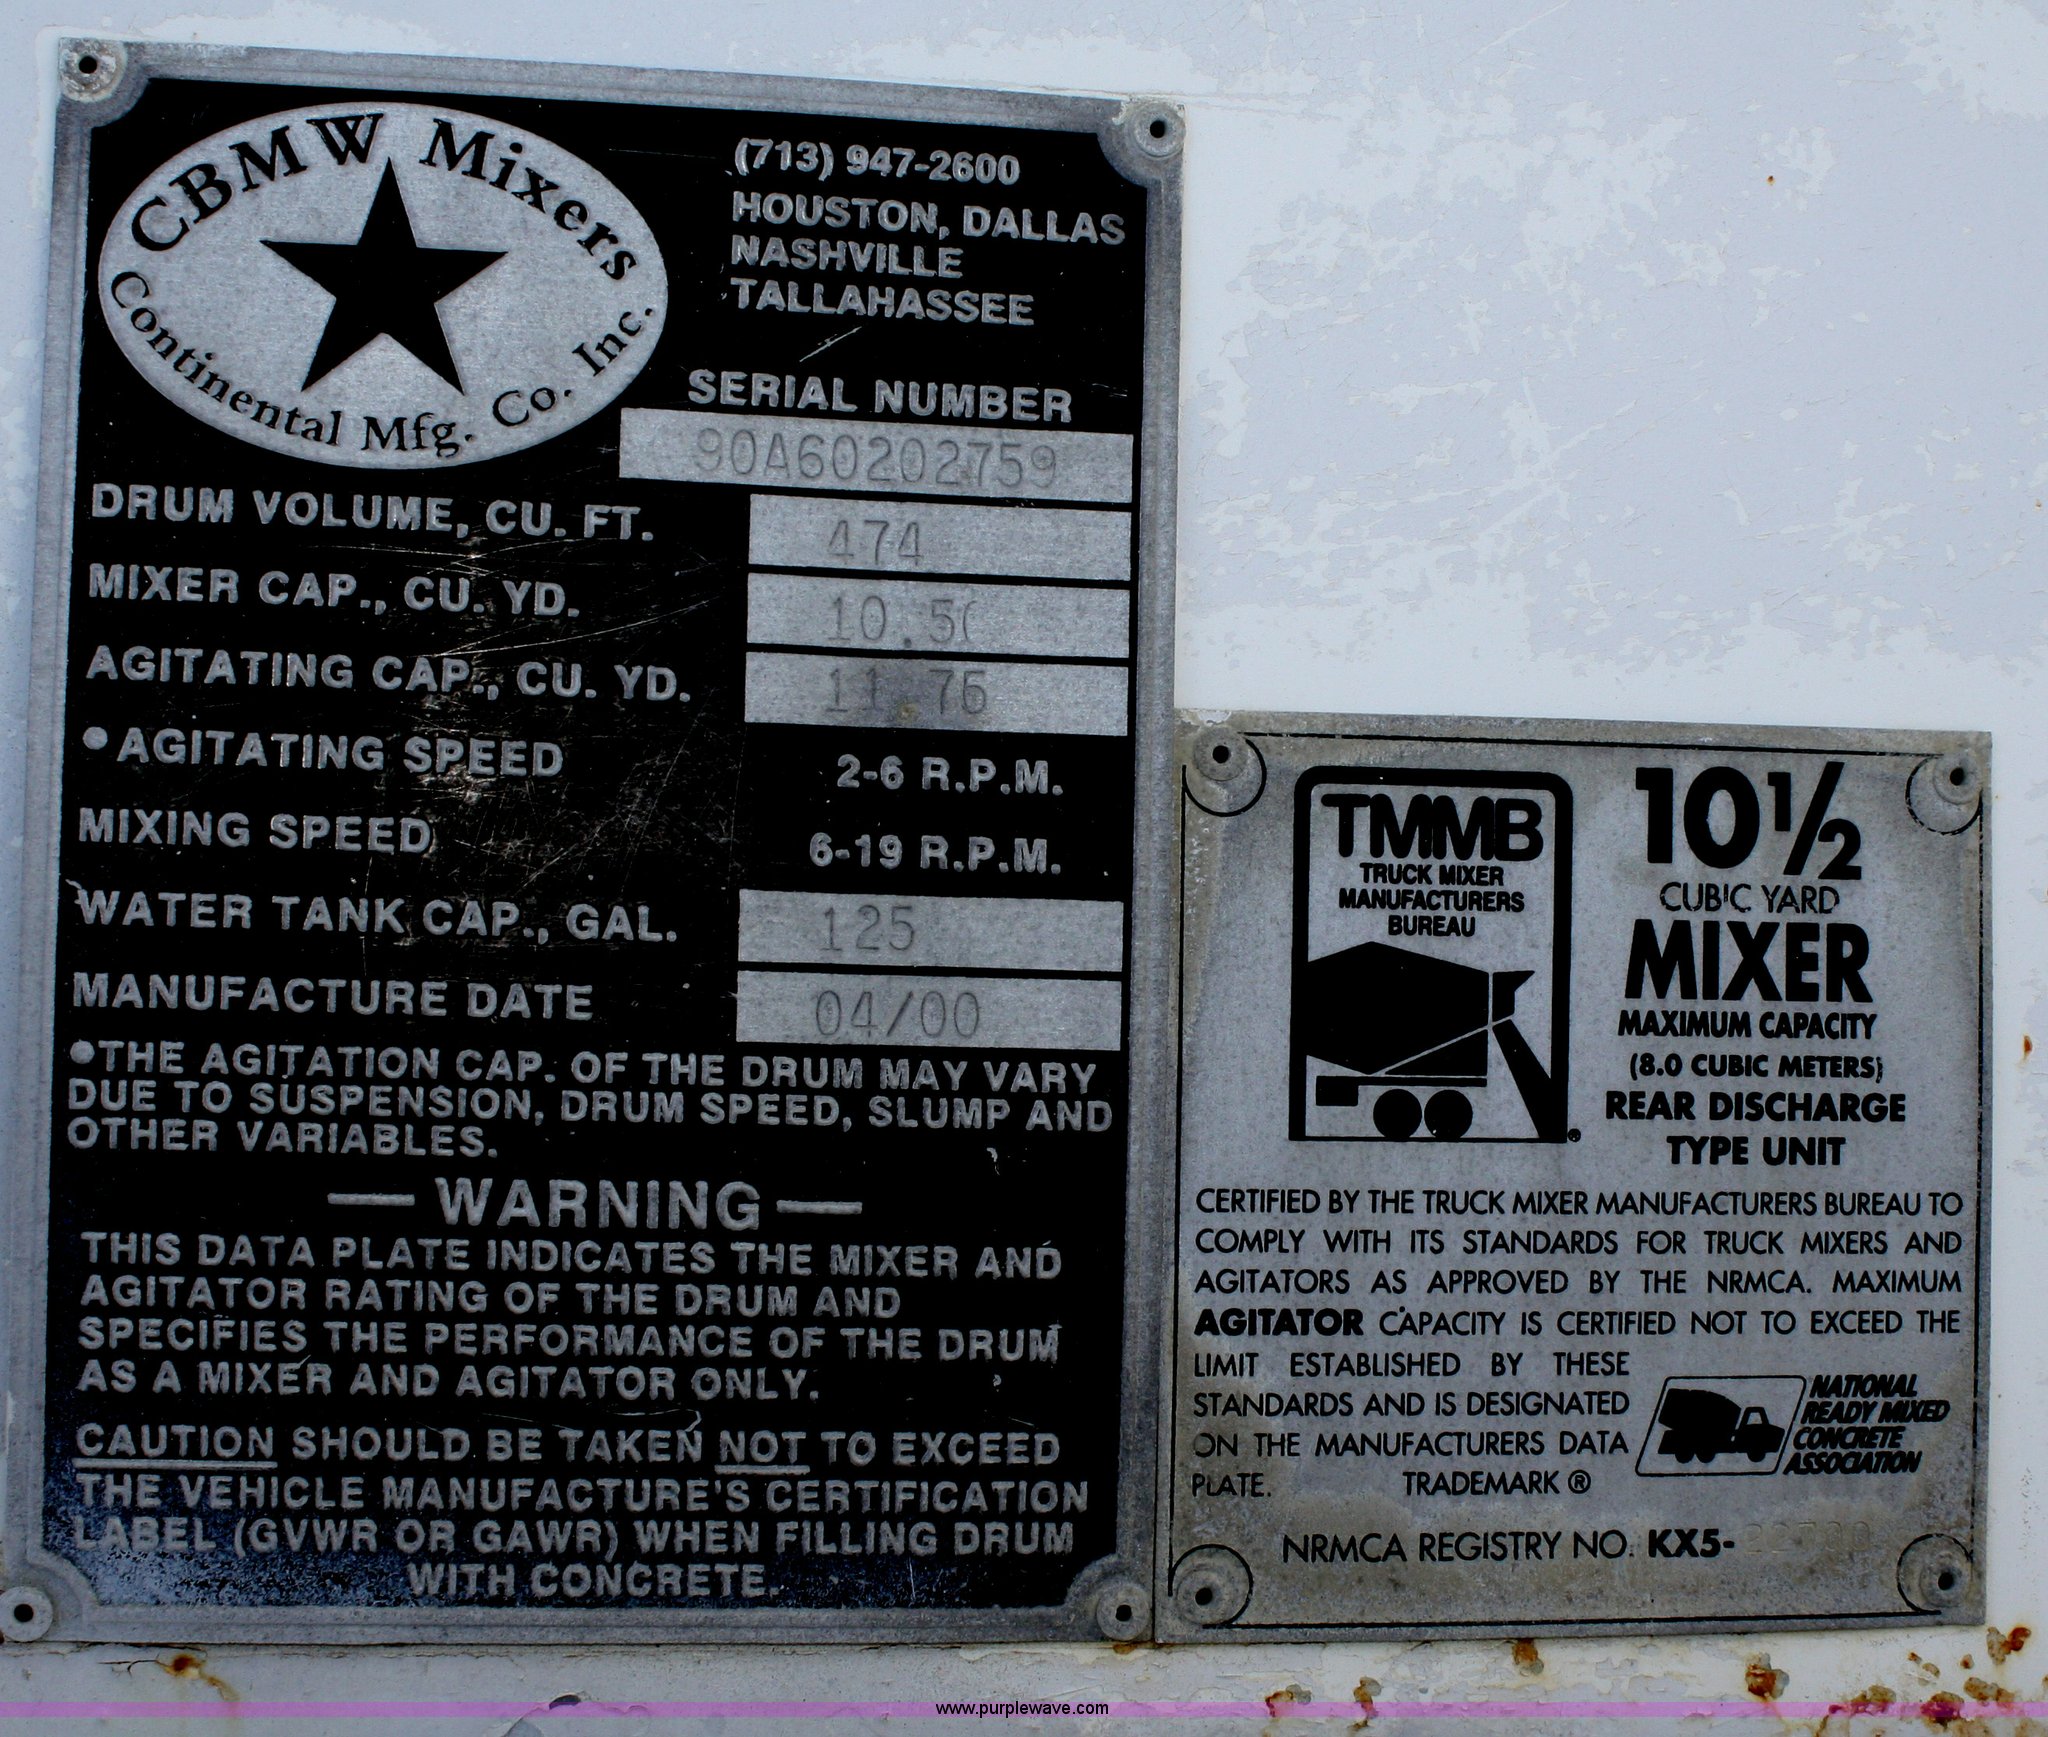 CBMW Mixers
Continental Mfg. Co. Inc.
(713) 947-2600
HOUSTON, DALLAS
NASHVILLE
TALLAHASSEE
SERIAL NUMBER
90A60202759
DRUM VOLUME, CU. FT. 474
MIXER CAP., CU. YD. 10.50
AGITATING CAP., CU. YD. 11.75
•AGITATING SPEED 2-6 R.P.M.
MIXING SPEED 6-19 R.P.M.
WATER TANK CAP., GAL. 125
MANUFACTURE DATE 04/00
•THE AGITATION CAP. OF THE DRUM MAY VARY
DUE TO SUSPENSION, DRUM SPEED, SLUMP AND
OTHER VARIABLES.
— WARNING —
THIS DATA PLATE INDICATES THE MIXER AND
AGITATOR RATING OF THE DRUM AND
SPECIFIES THE PERFORMANCE OF THE DRUM
AS A MIXER AND AGITATOR ONLY.
CAUTION SHOULD BE TAKEN NOT TO EXCEED
THE VEHICLE MANUFACTURE'S CERTIFICATION
LABEL (GVWR OR GAWR) WHEN FILLING DRUM
WITH CONCRETE.
TMMB
TRUCK MIXER
MANUFACTURERS
BUREAU
®
10 1/2
CUBIC YARD
MIXER
MAXIMUM CAPACITY
(8.0 CUBIC METERS)
REAR DISCHARGE
TYPE UNIT
CERTIFIED BY THE TRUCK MIXER MANUFACTURERS BUREAU TO
COMPLY WITH ITS STANDARDS FOR TRUCK MIXERS AND
AGITATORS AS APPROVED BY THE NRMCA. MAXIMUM
AGITATOR CAPACITY IS CERTIFIED NOT TO EXCEED THE
LIMIT ESTABLISHED BY THESE
STANDARDS AND IS DESIGNATED
ON THE MANUFACTURERS DATA
PLATE. TRADEMARK ®
NATIONAL
READY MIXED
CONCRETE
ASSOCIATION
NRMCA REGISTRY NO. KX5-
www.purplewave.com